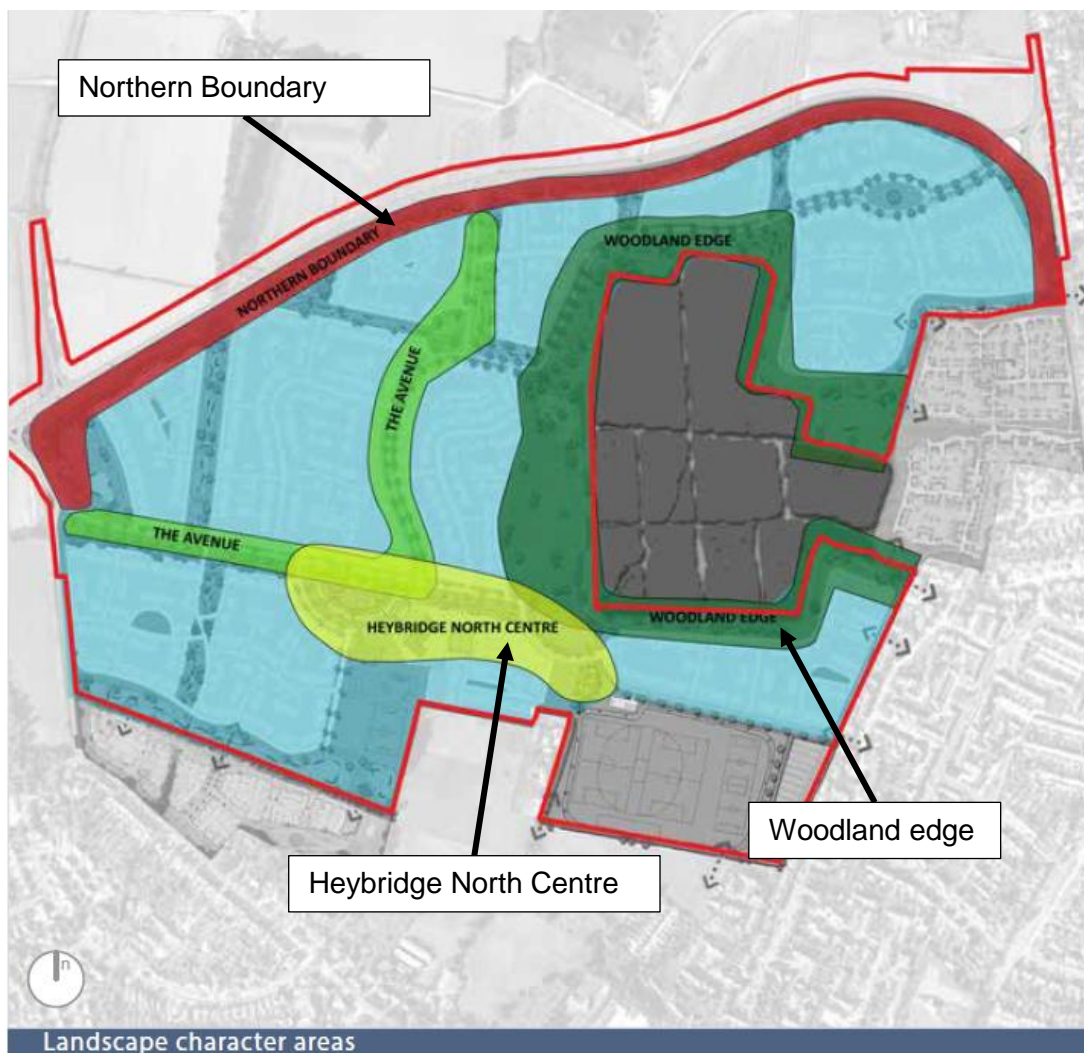 Northern Boundary
WOODLAND EDGE
NORTHERN BOUNDARY
THE AVENUE
THE AVENUE
HEYBRIDGE NORTH CENTRE
WOODLAND EDGE
Woodland edge
Heybridge North Centre
n
Landscape character areas